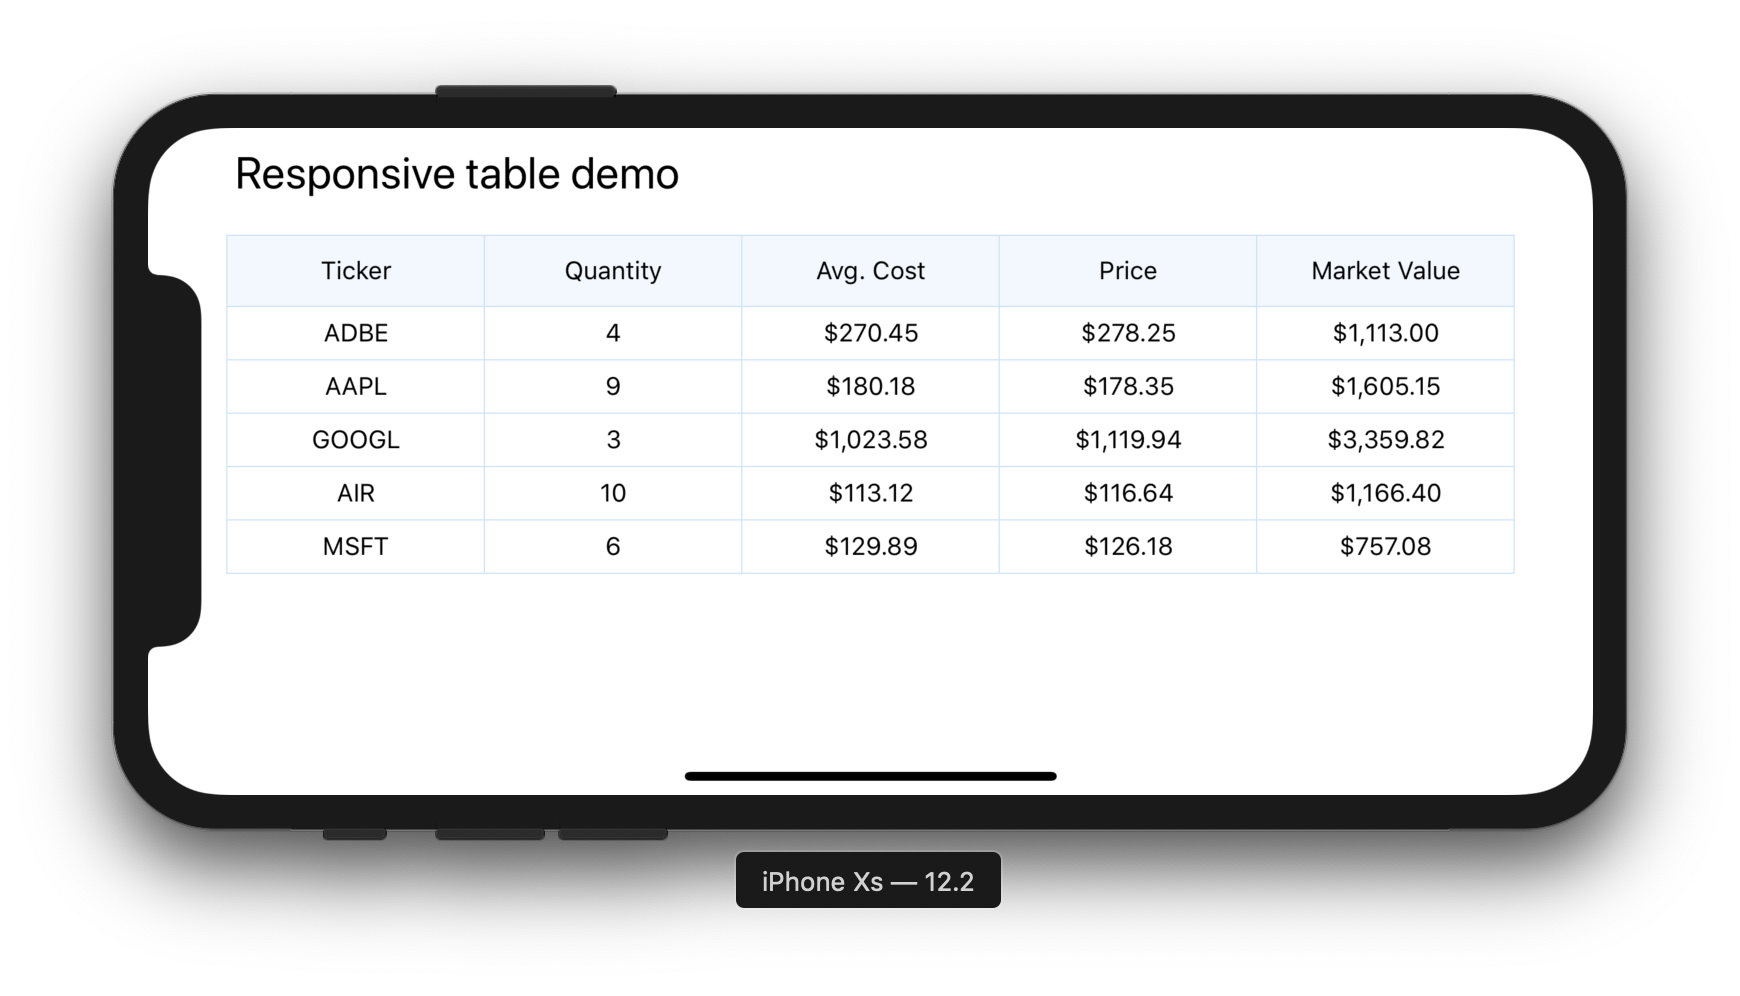 Responsive table demo
Ticker Quantity Avg. Cost Price Market Value
ADBE 4 $270.45 $278.25 $1,113.00
AAPL 9 $180.18 $178.35 $1,605.15
GOOGL 3 $1,023.58 $1,119.94 $3,359.82
AIR 10 $113.12 $116.64 $1,166.40
MSFT 6 $129.89 $126.18 $757.08
iPhone Xs — 12.2